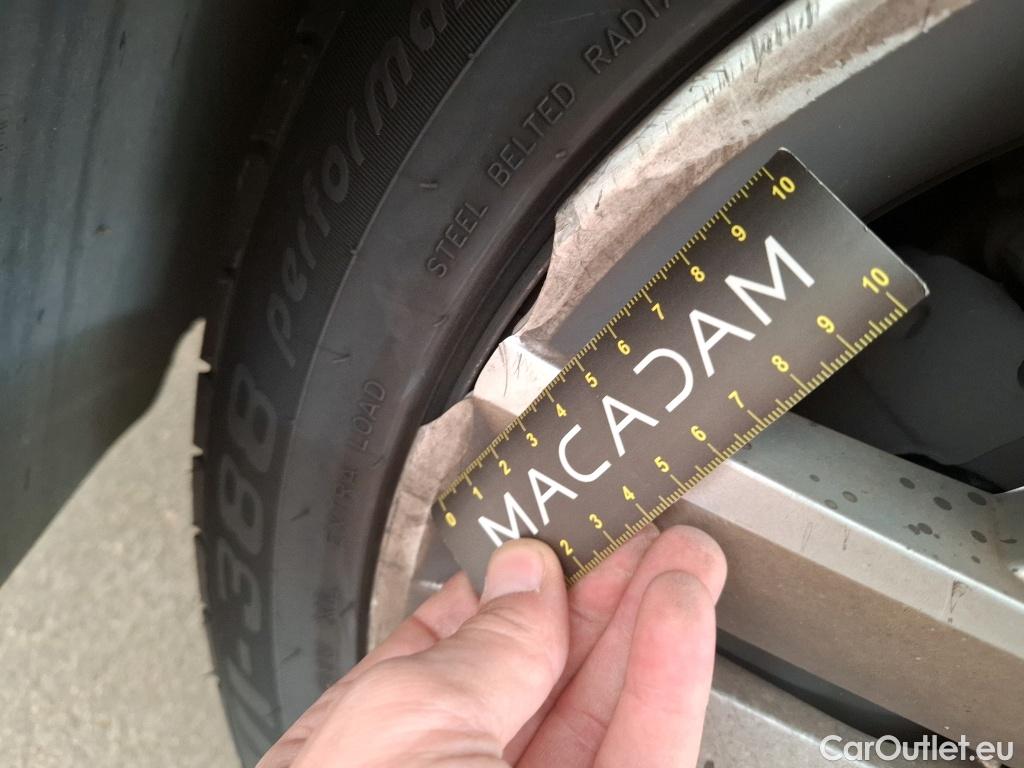 performa
STEEL BELTED RADIA
-388
EXTRA LOAD
0 1 2 3 4 5 6 7 8 9 10
MACADAM
2 3 4 5 6 7 8 9 10
CarOutlet.eu